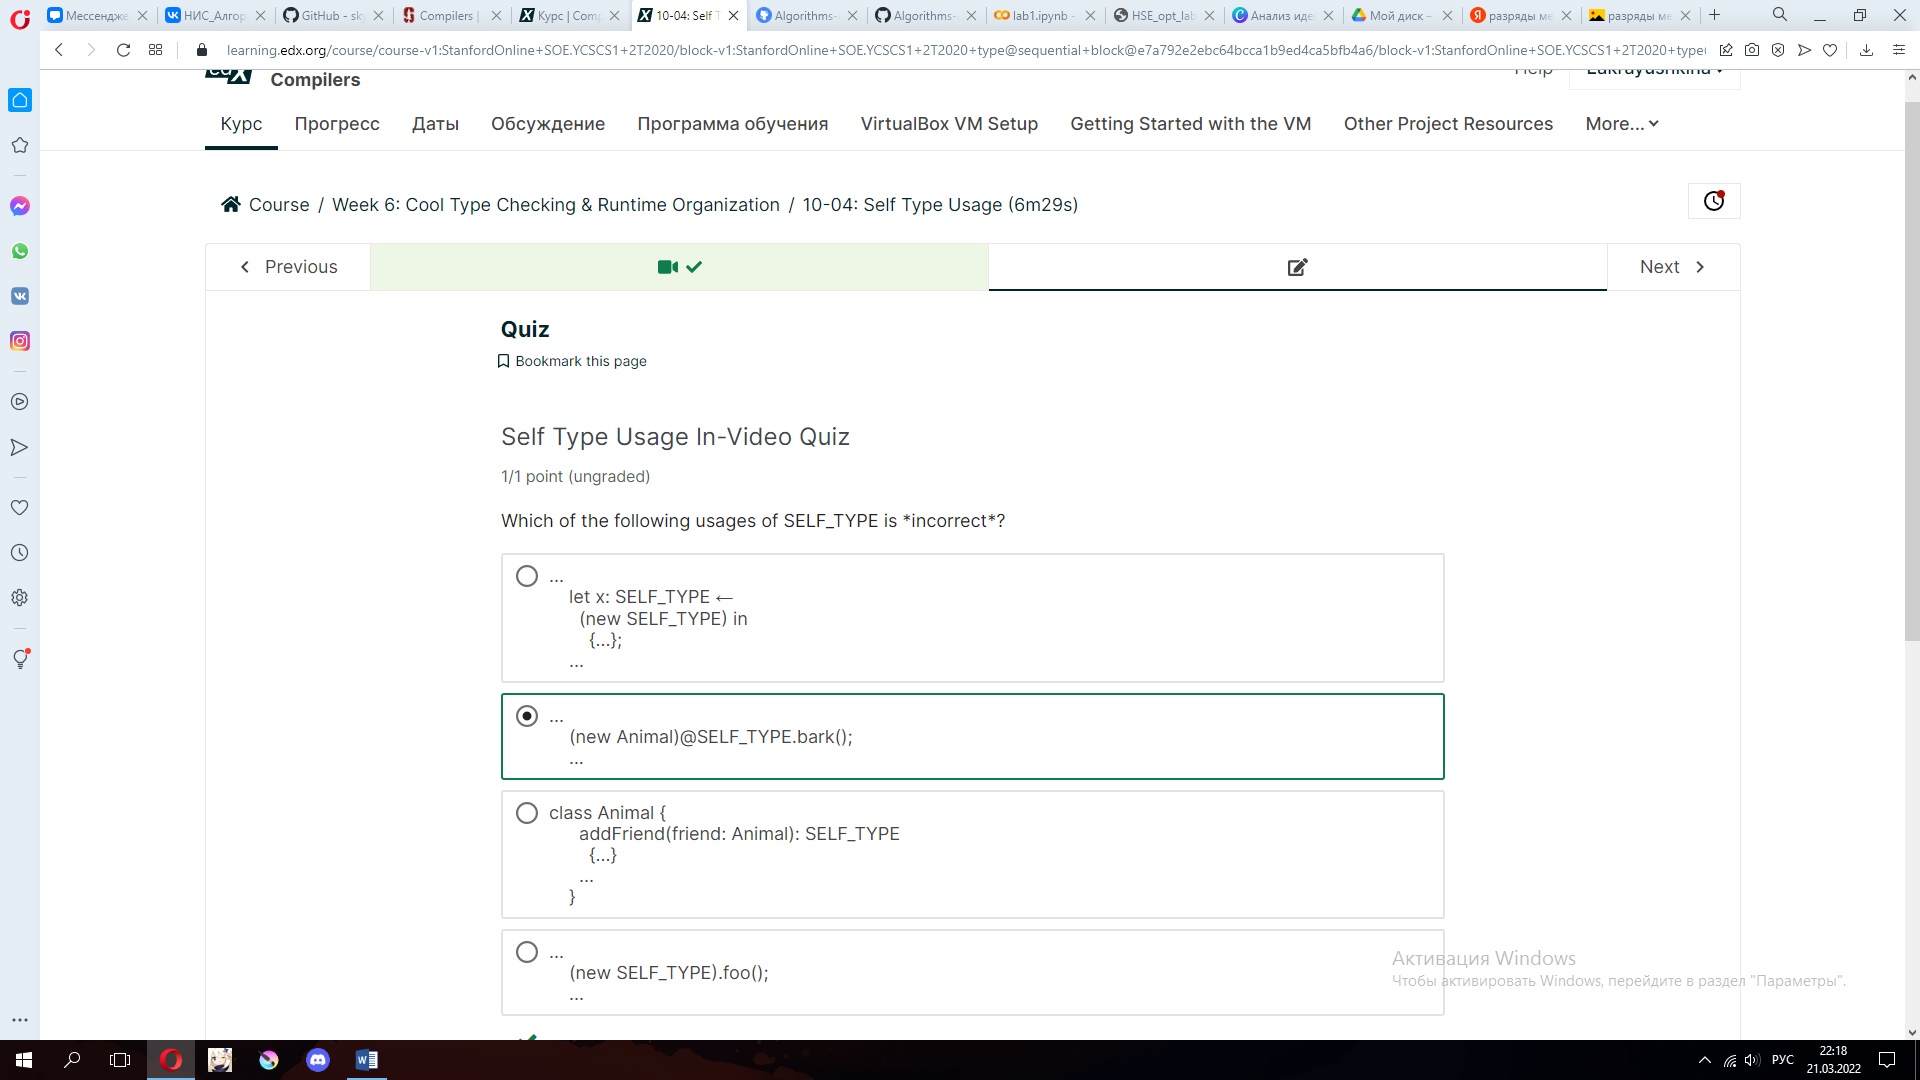 Мессендже
НИС_Алгор
GitHub - sk
Compilers |
Курс | Comp
10-04: Self T
Algorithms-
Algorithms-
lab1.ipynb -
HSE_opt_lab
Анализ иде
Мой диск –
разряды ме
разряды ме
learning.edx.org/course/course-v1:StanfordOnline+SOE.YCSCS1+2T2020/block-v1:StanfordOnline+SOE.YCSCS1+2T2020+type@sequential+block@e7a792e2ebc64bcca1b9ed4ca5bfb4a6/block-v1:StanfordOnline+SOE.YCSCS1+2T2020+type
edX
Compilers
Help
Lukrayushkina
Курс Прогресс Даты Обсуждение Программа обучения VirtualBox VM Setup Getting Started with the VM Other Project Resources More...
Course / Week 6: Cool Type Checking & Runtime Organization / 10-04: Self Type Usage (6m29s)
Previous
Next
Quiz
Bookmark this page
Self Type Usage In-Video Quiz
1/1 point (ungraded)
Which of the following usages of SELF_TYPE is *incorrect*?
...
let x: SELF_TYPE ←
(new SELF_TYPE) in
{...};
...
...
(new Animal)@SELF_TYPE.bark();
...
class Animal {
addFriend(friend: Animal): SELF_TYPE
{...}
...
}
...
(new SELF_TYPE).foo();
...
Активация Windows
Чтобы активировать Windows, перейдите в раздел "Параметры".
РУС
22:18
21.03.2022